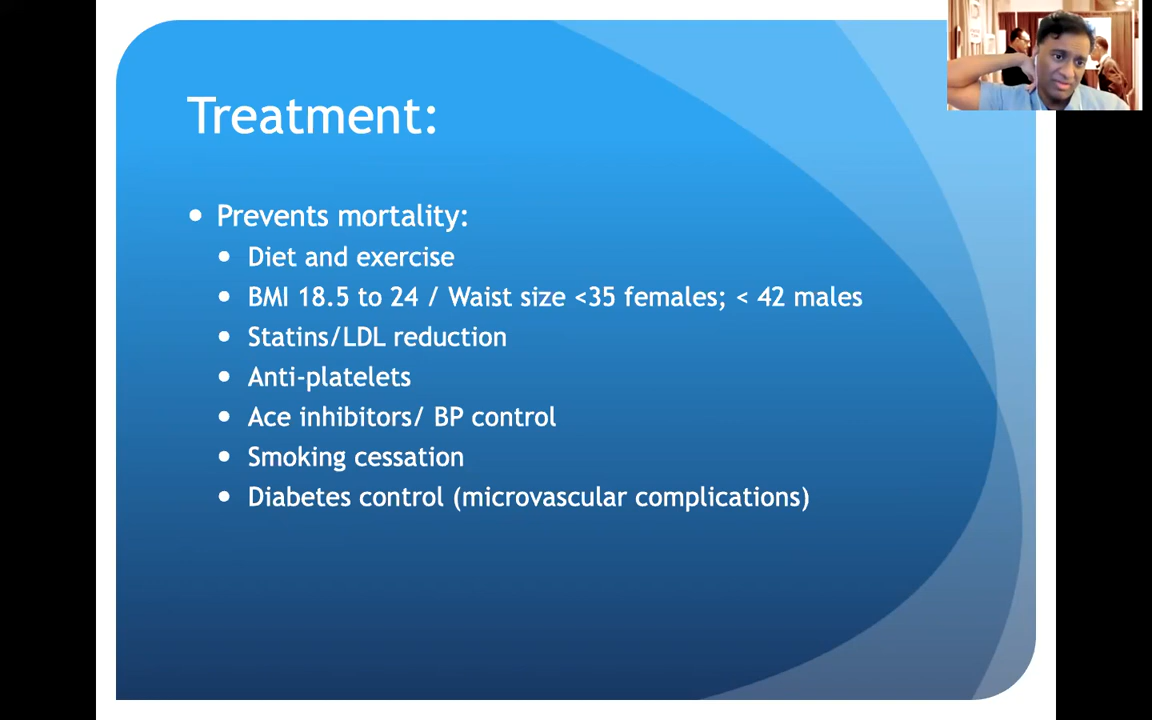 Treatment:
Prevents mortality:
Diet and exercise
BMI 18.5 to 24 / Waist size <35 females; < 42 males
Statins/LDL reduction
Anti-platelets
Ace inhibitors/ BP control
Smoking cessation
Diabetes control (microvascular complications)